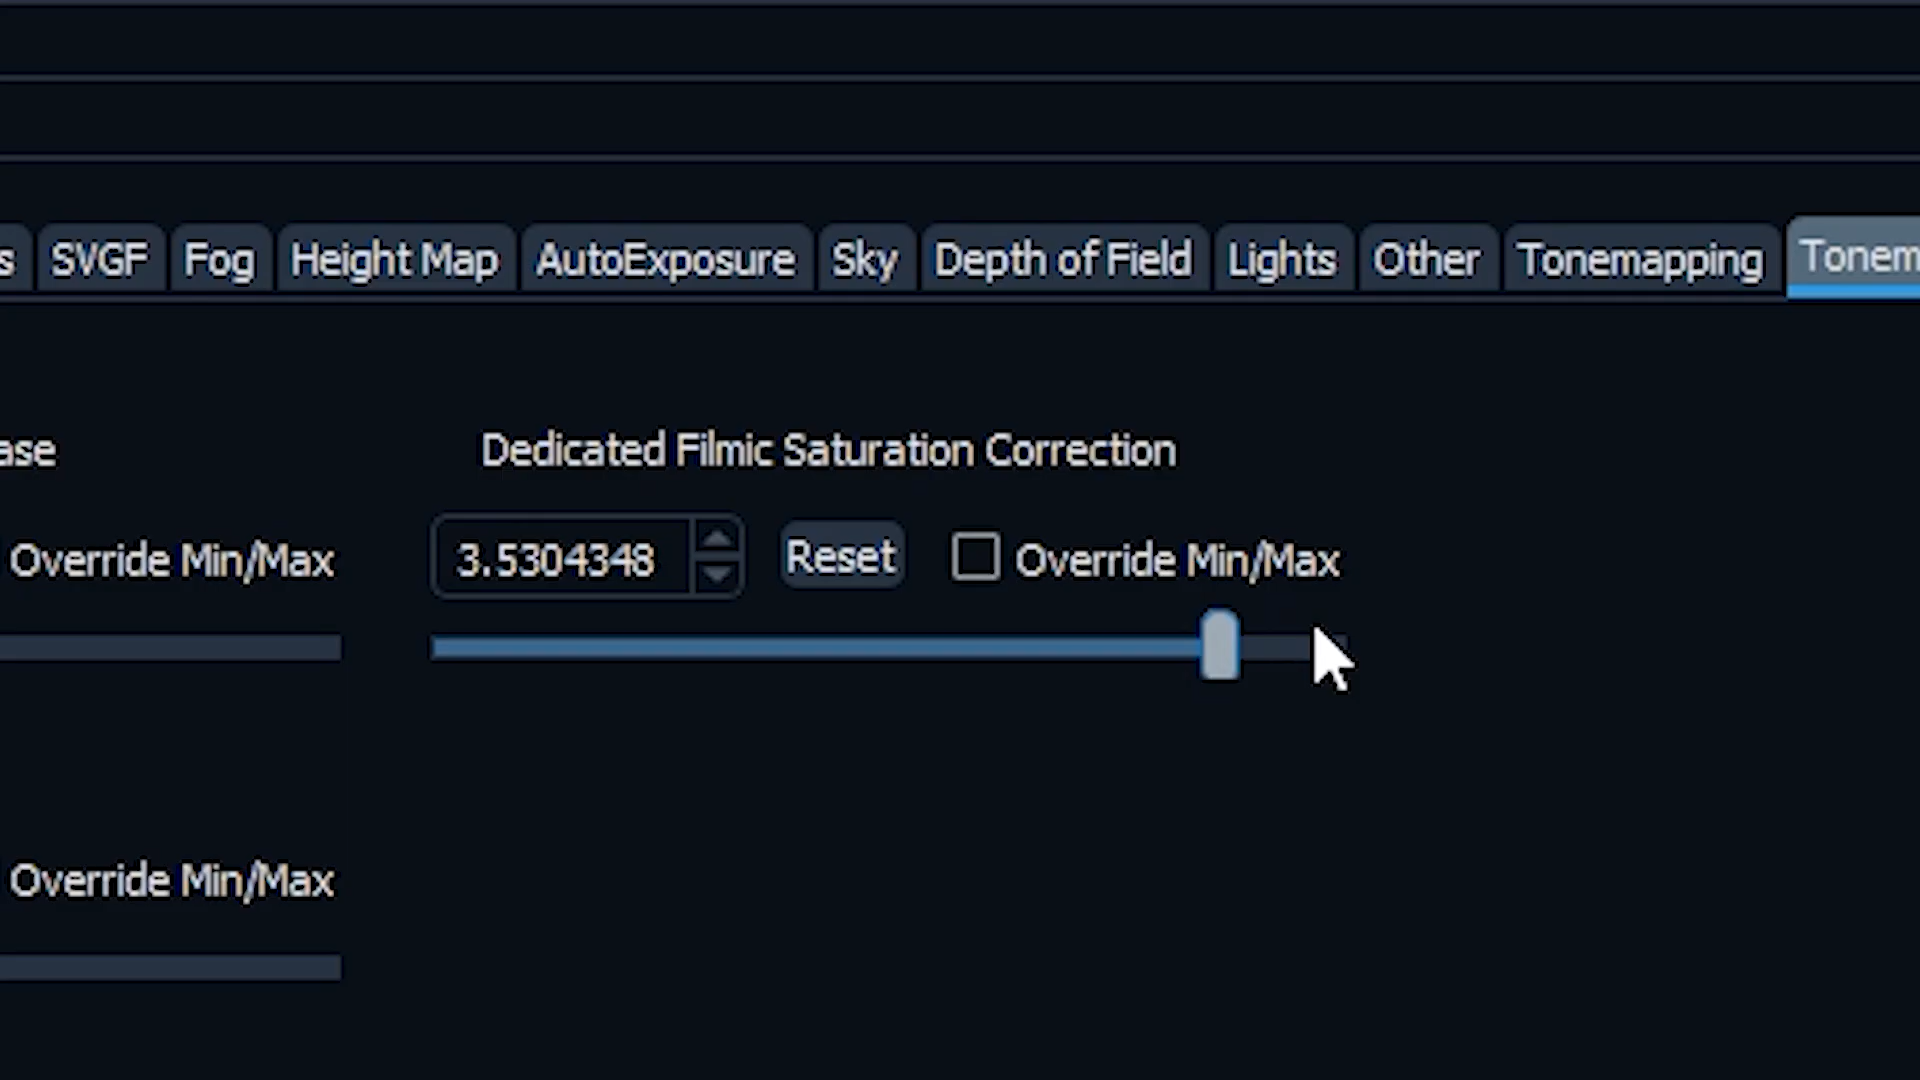 SVGF Fog Height Map AutoExposure Sky Depth of Field Lights Other Tonemapping Tonem
ase Dedicated Filmic Saturation Correction
Override Min/Max 3.5304348 Reset Override Min/Max
Override Min/Max